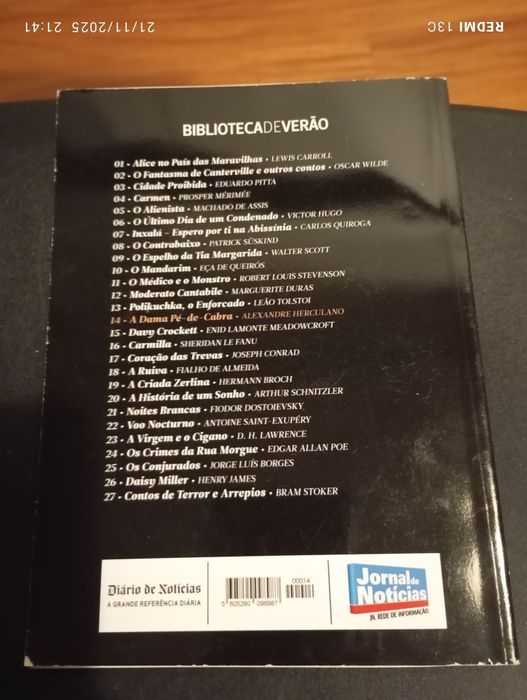 REDMI 13C
21/11/2025 21:41
BIBLIOTECADEVERÃO
01 - Alice no País das Maravilhas • LEWIS CARROLL
02 - O Fantasma de Canterville e outros contos • OSCAR WILDE
03 - Cidade Proibida • EDUARDO PITTA
04 - Carmen • PROSPER MÉRIMÉE
05 - O Alienista • MACHADO DE ASSIS
06 - O Último Dia de um Condenado • VICTOR HUGO
07 - Inxalá - Espero por ti na Abissínia • CARLOS QUIROGA
08 - O Contrabaixo • PATRICK SÜSKIND
09 - O Espelho da Tia Margarida • WALTER SCOTT
10 - O Mandarim • EÇA DE QUEIRÓS
11 - O Médico e o Monstro • ROBERT LOUIS STEVENSON
12 - Moderato Cantabile • MARGUERITE DURAS
13 - Polikuchka, o Enforcado • LEÃO TOLSTOI
14 - A Dama Pé-de-Cabra • ALEXANDRE HERCULANO
15 - Davy Crockett • ENID LAMONTE MEADOWCROFT
16 - Carmilla • SHERIDAN LE FANU
17 - Coração das Trevas • JOSEPH CONRAD
18 - A Ruiva • FIALHO DE ALMEIDA
19 - A Criada Zerlina • HERMANN BROCH
20 - A História de um Sonho • ARTHUR SCHNITZLER
21 - Noites Brancas • FIODOR DOSTOIEVSKY
22 - Voo Nocturno • ANTOINE SAINT-EXUPÉRY
23 - A Virgem e o Cigano • D. H. LAWRENCE
24 - Os Crimes da Rua Morgue • EDGAR ALLAN POE
25 - Os Conjurados • JORGE LUÍS BORGES
26 - Daisy Miller • HENRY JAMES
27 - Contos de Terror e Arrepios • BRAM STOKER
Diário de Notícias
A GRANDE REFERÊNCIA DIÁRIA
00014
5 605290 098987
Jornal de
Notícias
JN. REDE DE INFORMAÇÃO.